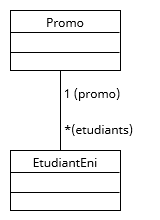 Promo
1 (promo)
*(etudiants)
EtudiantEni